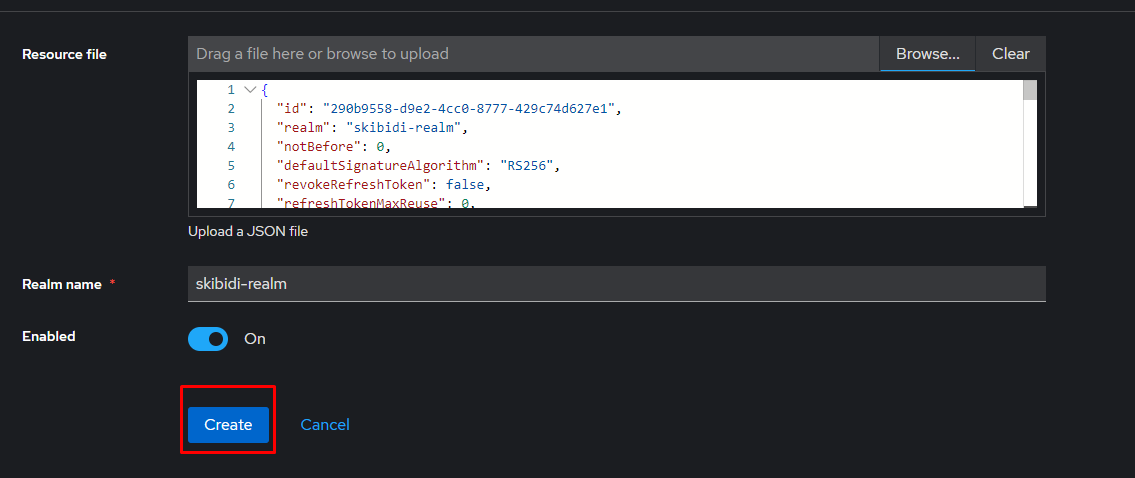 Resource file
Drag a file here or browse to upload
Browse...
Clear
1 {
2 "id": "290b9558-d9e2-4cc0-8777-429c74d627e1",
3 "realm": "skibidi-realm",
4 "notBefore": 0,
5 "defaultSignatureAlgorithm": "RS256",
6 "revokeRefreshToken": false,
7 "refreshTokenMaxReuse": 0,
Upload a JSON file
Realm name *
skibidi-realm
Enabled
On
Create
Cancel